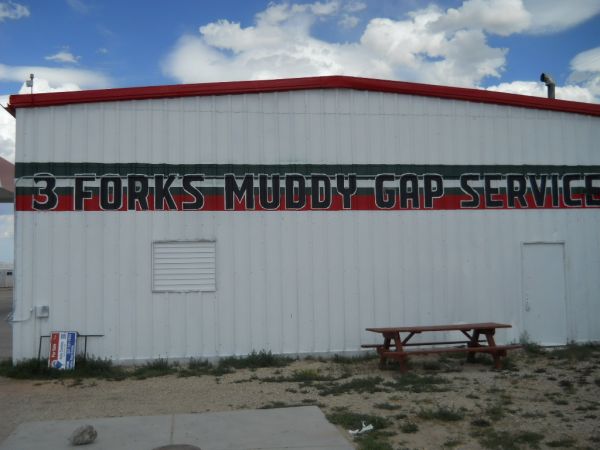 3 FORKS MUDDY GAP SERVICE